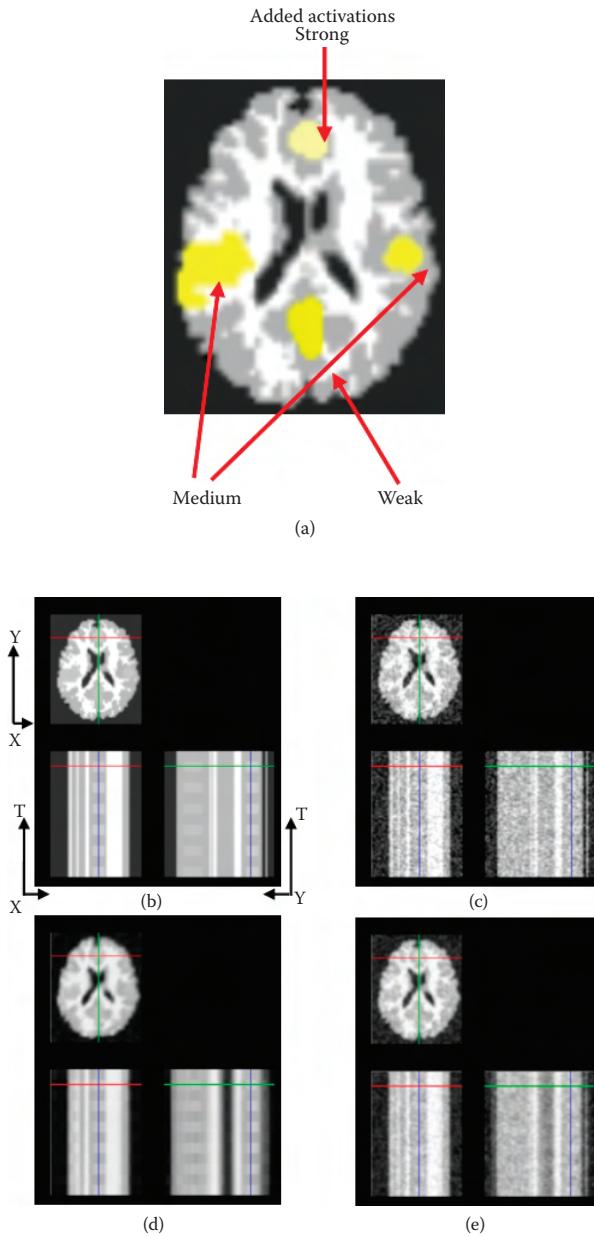 Added activations
Strong
Medium
Weak
(a)
Y
X
T
T
X
(b)
Y
(c)
(d)
(e)